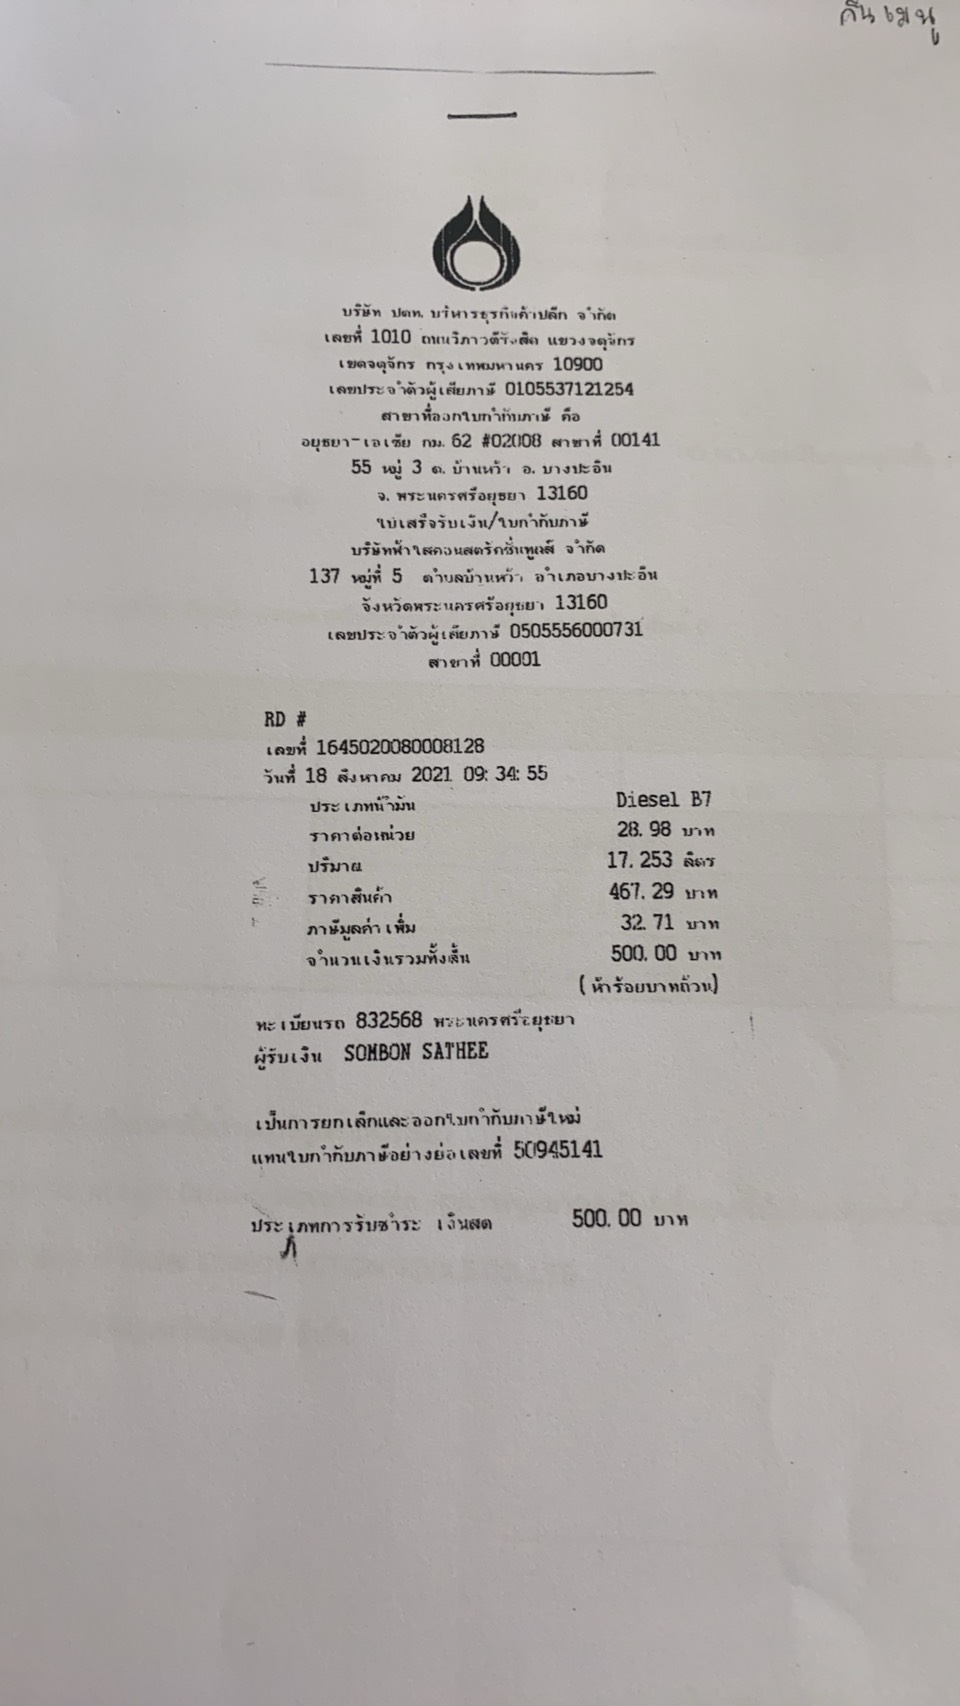 กันเมนู
บริษัท ปตท. บริหารธุรกิจค้าปลีก จำกัด
เลขที่ 1010 ถนนวิภาวดีรังสิต แขวงจตุจักร
เขตจตุจักร กรุงเทพมหานคร 10900
เลขประจำตัวผู้เสียภาษี 0105537121254
สาขาที่ออกใบกำกับภาษี คือ
อยุธยา-เอเซีย กม. 62 #02008 สาขาที่ 00141
55 หมู่ 3 ต. บ้านหว้า อ. บางปะอิน
จ. พระนครศรีอยุธยา 13160
ใบเสร็จรับเงิน/ใบกำกับภาษี
บริษัทฟ้าใสคอนสตรัคชั่นทูลส์ จำกัด
137 หมู่ที่ 5 ตำบลบ้านหว้า อำเภอบางปะอิน
จังหวัดพระนครศรีอยุธยา 13160
เลขประจำตัวผู้เสียภาษี 0505556000731
สาขาที่ 00001
RD #
เลขที่ 1645020080008128
วันที่ 18 สิงหาคม 2021 09:34:55
ประเภทน้ำมัน Diesel B7
ราคาต่อหน่วย 28.98 บาท
ปริมาณ 17.253 ลิตร
ราคาสินค้า 467.29 บาท
ภาษีมูลค่าเพิ่ม 32.71 บาท
จำนวนเงินรวมทั้งสิ้น 500.00 บาท
(ห้าร้อยบาทถ้วน)
ทะเบียนรถ 832568 พระนครศรีอยุธยา
ผู้รับเงิน SOMBON SATHEE
เป็นการยกเลิกและออกใบกำกับภาษีใหม่
แทนใบกำกับภาษีอย่างย่อเลขที่ 50945141
ประเภทการรับชำระ เงินสด 500.00 บาท